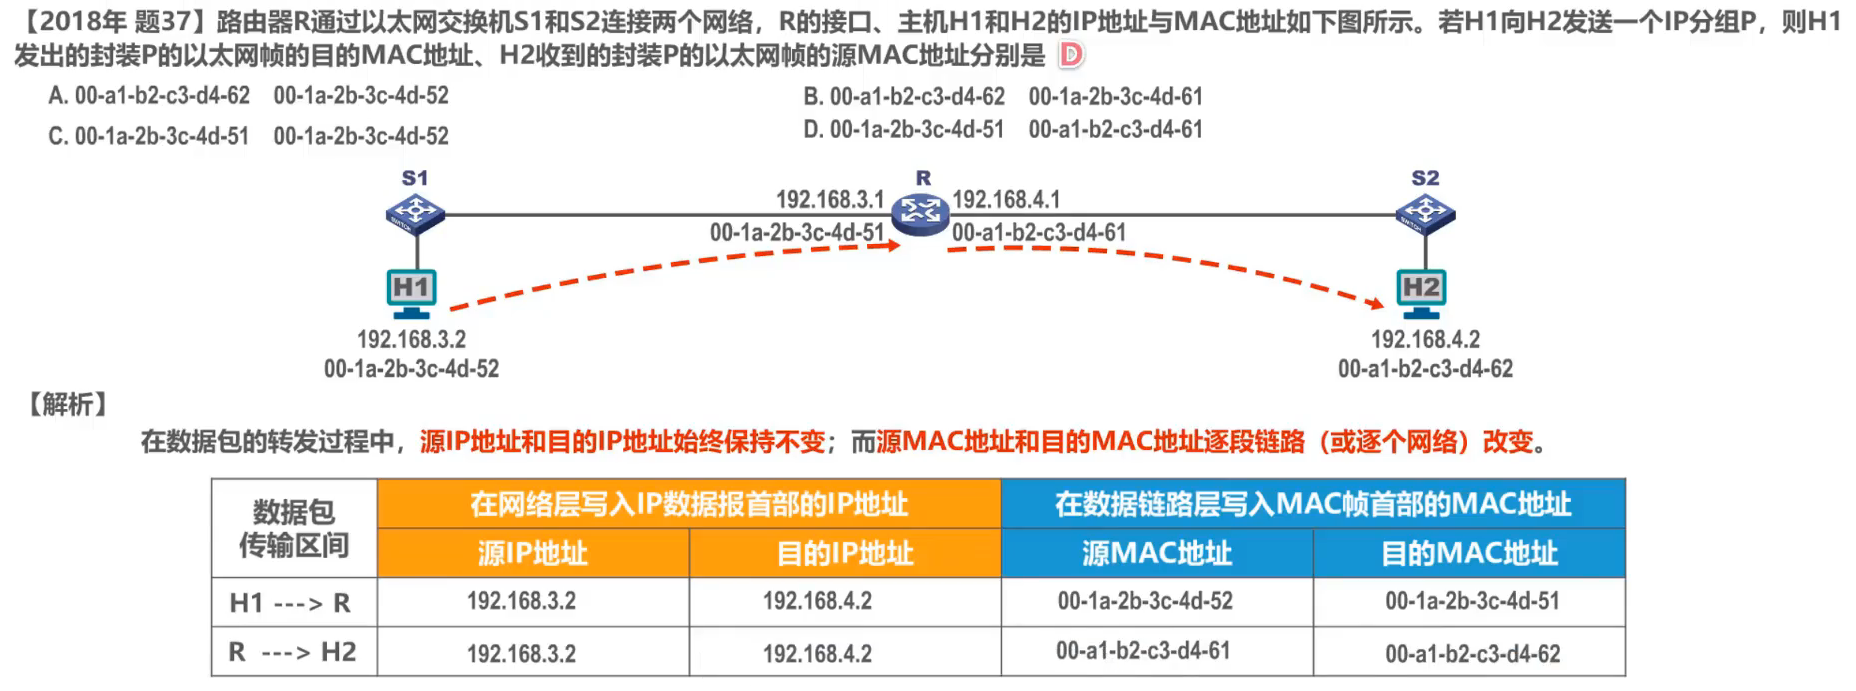 【2018年 题37】路由器R通过以太网交换机S1和S2连接两个网络，R的接口、主机H1和H2的IP地址与MAC地址如下图所示。若H1向H2发送一个IP分组P，则H1
发出的封装P的以太网帧的目的MAC地址、H2收到的封装P的以太网帧的源MAC地址分别是 D
A. 00-a1-b2-c3-d4-62 00-1a-2b-3c-4d-52
B. 00-a1-b2-c3-d4-62 00-1a-2b-3c-4d-61
C. 00-1a-2b-3c-4d-51 00-1a-2b-3c-4d-52
D. 00-1a-2b-3c-4d-51 00-a1-b2-c3-d4-61
S1
R
S2
192.168.3.1
192.168.4.1
00-1a-2b-3c-4d-51
00-a1-b2-c3-d4-61
SWITCH
SWITCH
H1
H2
192.168.3.2
192.168.4.2
00-1a-2b-3c-4d-52
00-a1-b2-c3-d4-62
【解析】
在数据包的转发过程中，源IP地址和目的IP地址始终保持不变；而源MAC地址和目的MAC地址逐段链路（或逐个网络）改变。
数据包
传输区间
在网络层写入IP数据报首部的IP地址
在数据链路层写入MAC帧首部的MAC地址
源IP地址
目的IP地址
源MAC地址
目的MAC地址
H1 ---> R
192.168.3.2
192.168.4.2
00-1a-2b-3c-4d-52
00-1a-2b-3c-4d-51
R ---> H2
192.168.3.2
192.168.4.2
00-a1-b2-c3-d4-61
00-a1-b2-c3-d4-62